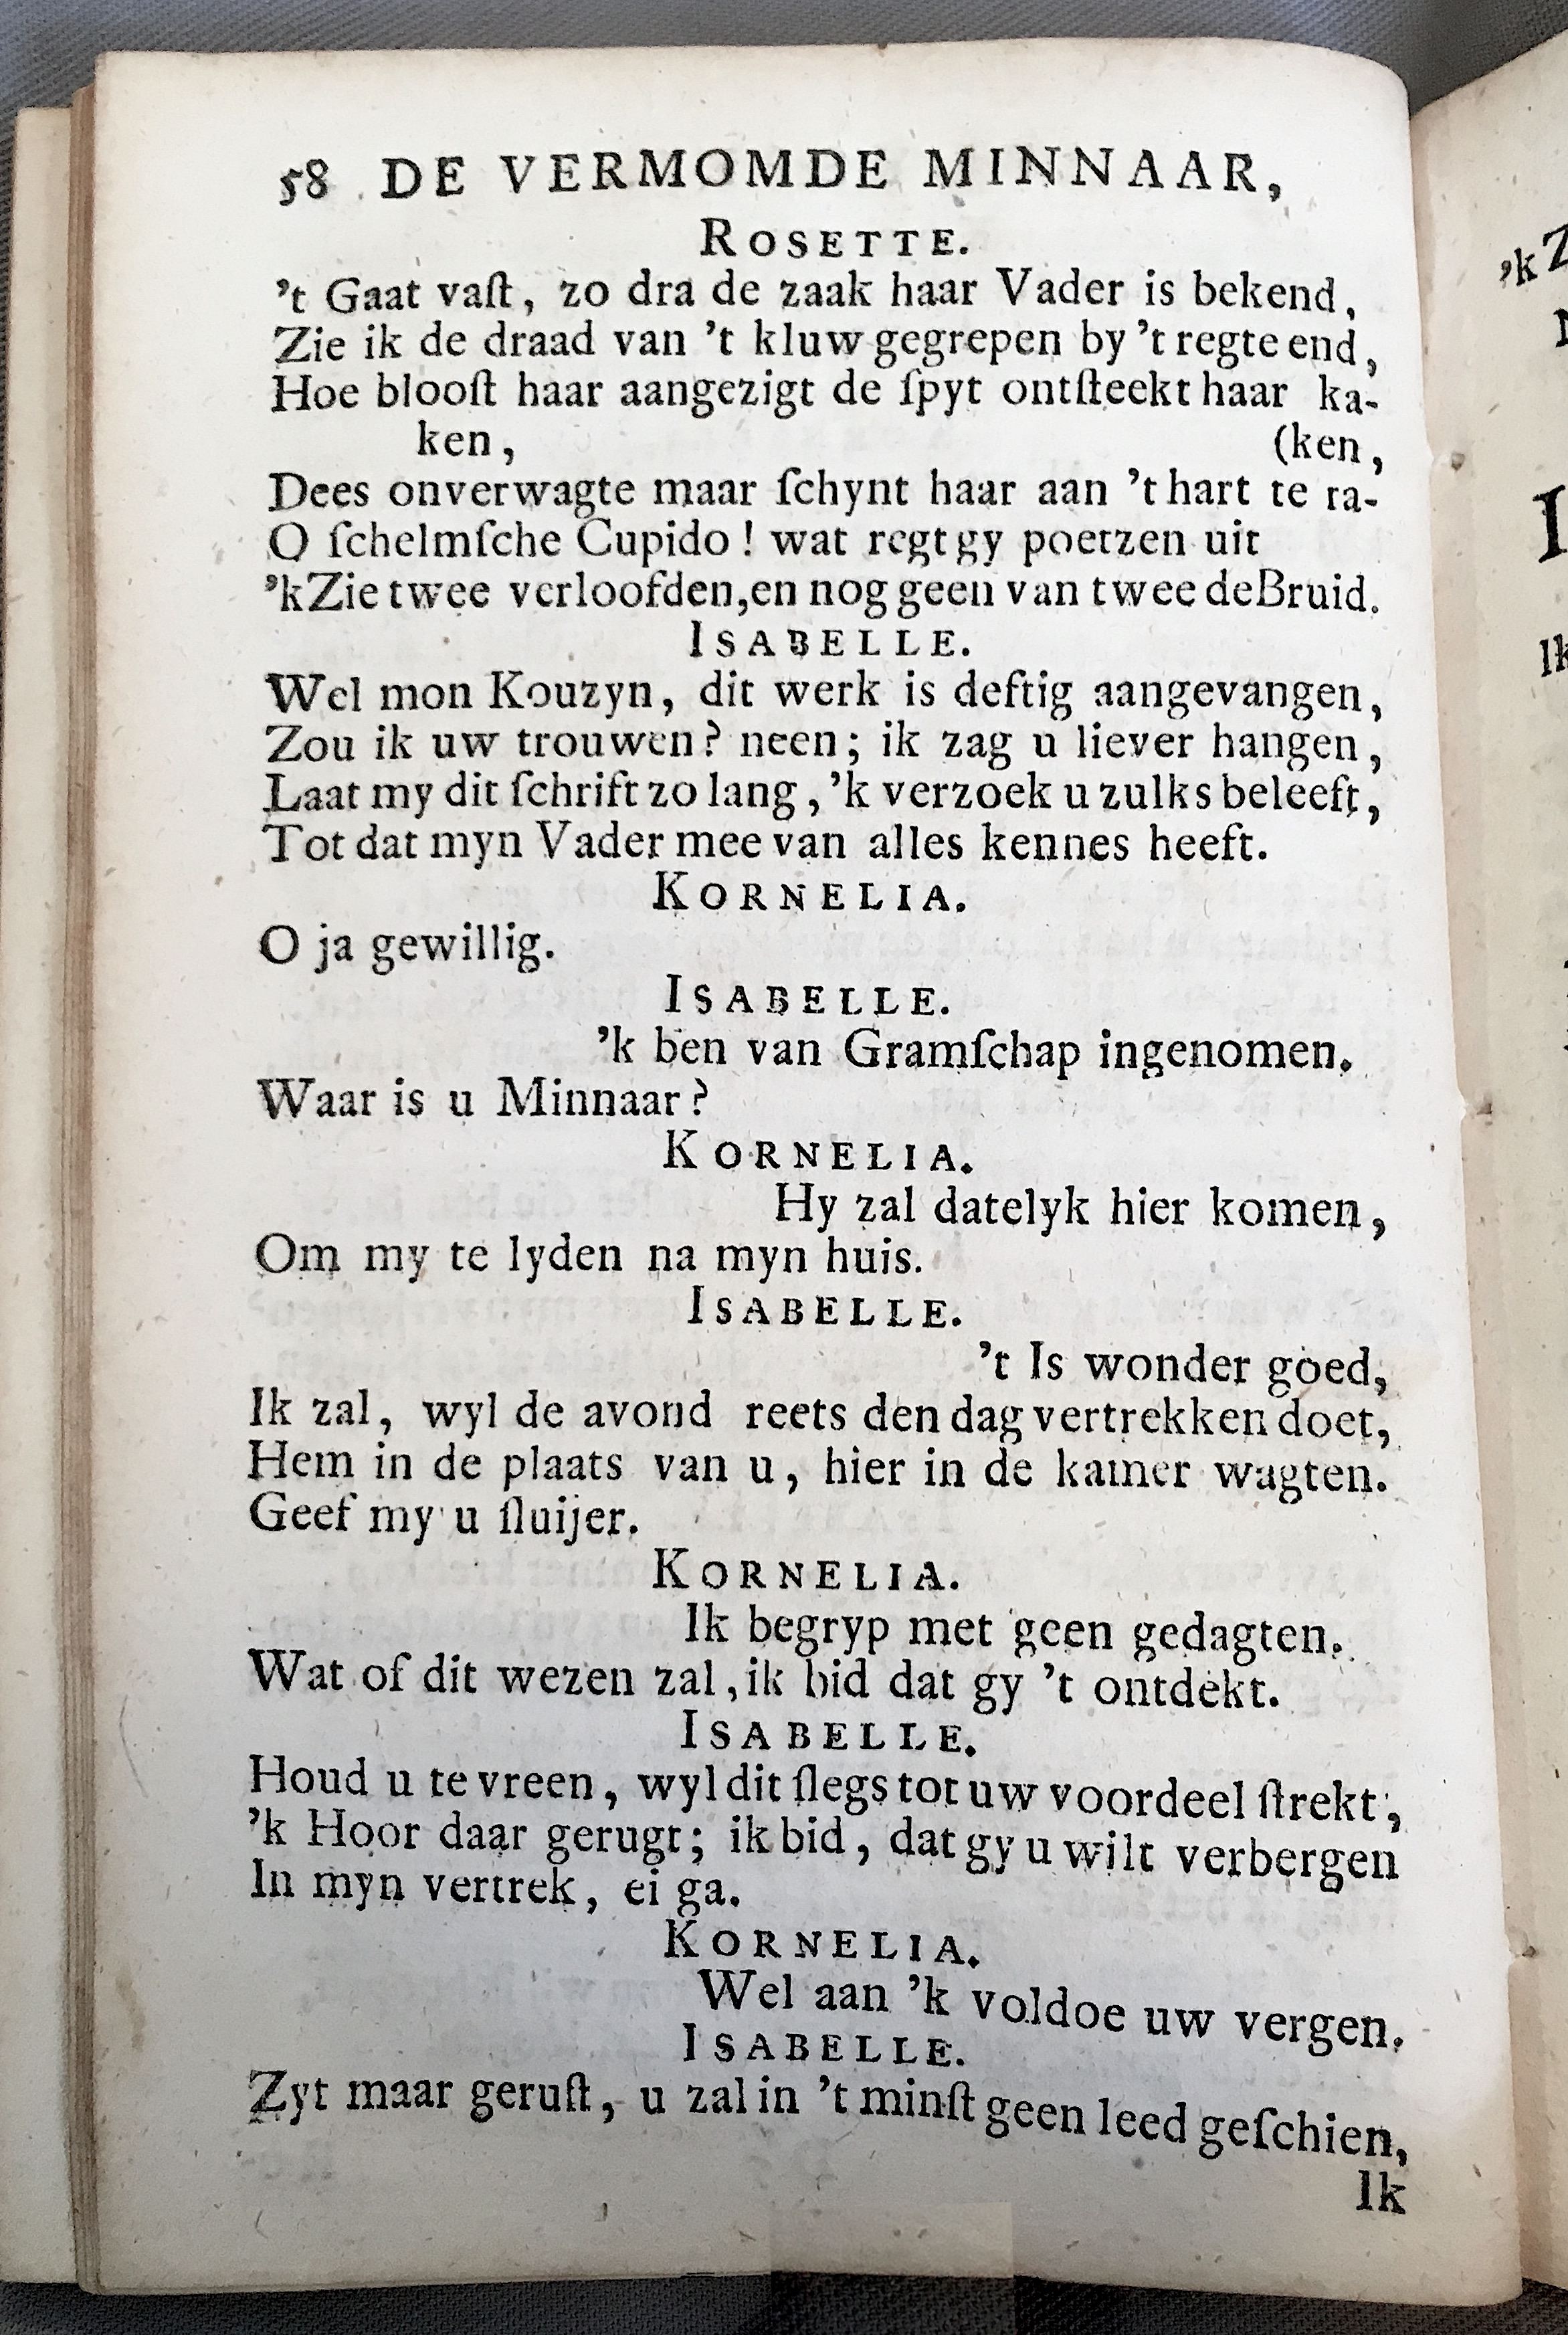 58 DE VERMOMDE MINNAAR,
ROSETTE.
't Gaat vaſt, zo dra de zaak haar Vader is bekend,
Zie ik de draad van 't kluw gegrepen by 't regte end,
Hoe blooſt haar aangezigt de ſpyt ontſteekt haar ka-
ken, (ken,
Dees onverwagte maar ſchynt haar aan 't hart te ra-
O ſchelmſche Cupido! wat regt gy poetzen uit
'k Zie twee verloofden, en nog geen van twee de Bruid.
ISABELLE.
Wel mon Kouzyn, dit werk is deftig aangevangen,
Zou ik uw trouwen? neen; ik zag u liever hangen,
Laat my dit ſchrift zo lang, 'k verzoek u zulks beleeft,
Tot dat myn Vader mee van alles kennes heeft.
KORNELIA.
O ja gewillig.
ISABELLE.
'k ben van Gramſchap ingenomen.
Waar is u Minnaar?
KORNELIA.
Hy zal datelyk hier komen,
Om my te lyden na myn huis.
ISABELLE.
't Is wonder goed,
Ik zal, wyl de avond reets den dag vertrekken doet,
Hem in de plaats van u, hier in de kamer wagten.
Geef my u ſluijer.
KORNELIA.
Ik begryp met geen gedagten.
Wat of dit wezen zal, ik bid dat gy 't ontdekt.
ISABELLE.
Houd u te vreen, wyl dit ſlegs tot uw voordeel ſtrekt,
'k Hoor daar gerugt; ik bid, dat gy u wilt verbergen
In myn vertrek, ei ga.
KORNELIA.
Wel aan 'k voldoe uw vergen.
ISABELLE.
Zyt maar geruſt, u zal in 't minſt geen leed geſchien,
Ik
'k Z
Ik